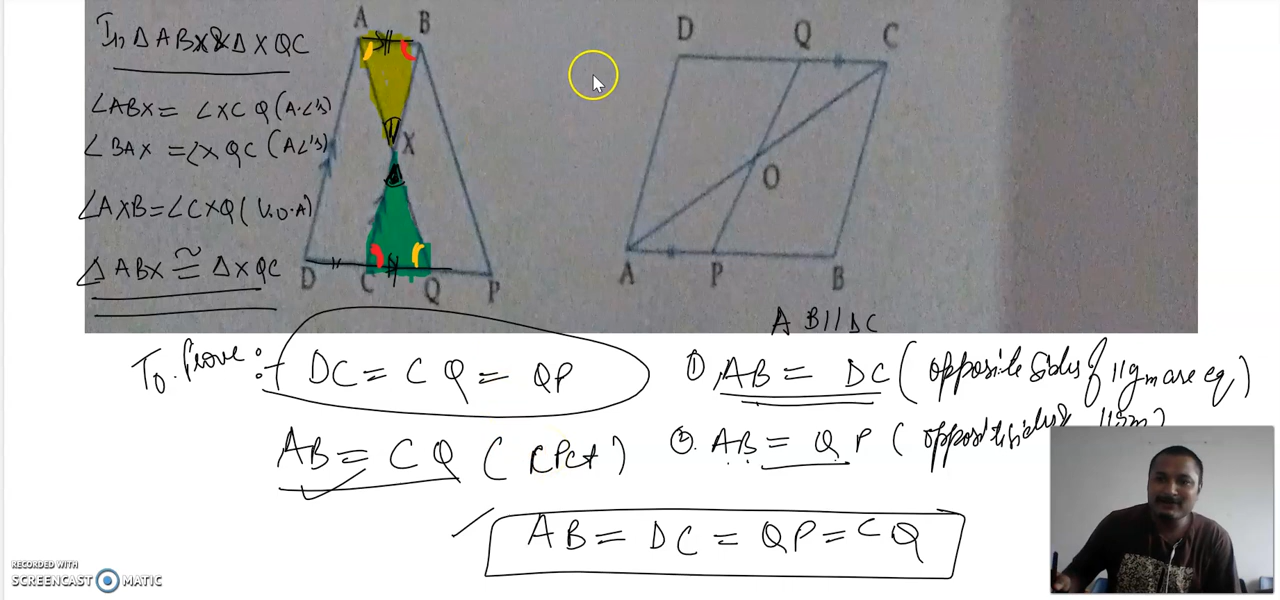 In Δ ABX & Δ XQC
∠ABX = ∠XCQ (A.∠'s)
∠BAX = ∠XQC (A∠'s)
∠AXB = ∠CXQ (V.O.A)
Δ ABX ≅ Δ XQC
A B
X
D C Q P
D Q C
O
A P B
AB // DC
To Prove :- DC = CQ = QP
AB = CQ (CPCT)
① AB = DC (opposite sides of ||gm are eq)
②. AB = QP (opposite sides
AB = DC = QP = CQ
RECORDED WITH
SCREENCAST MATIC